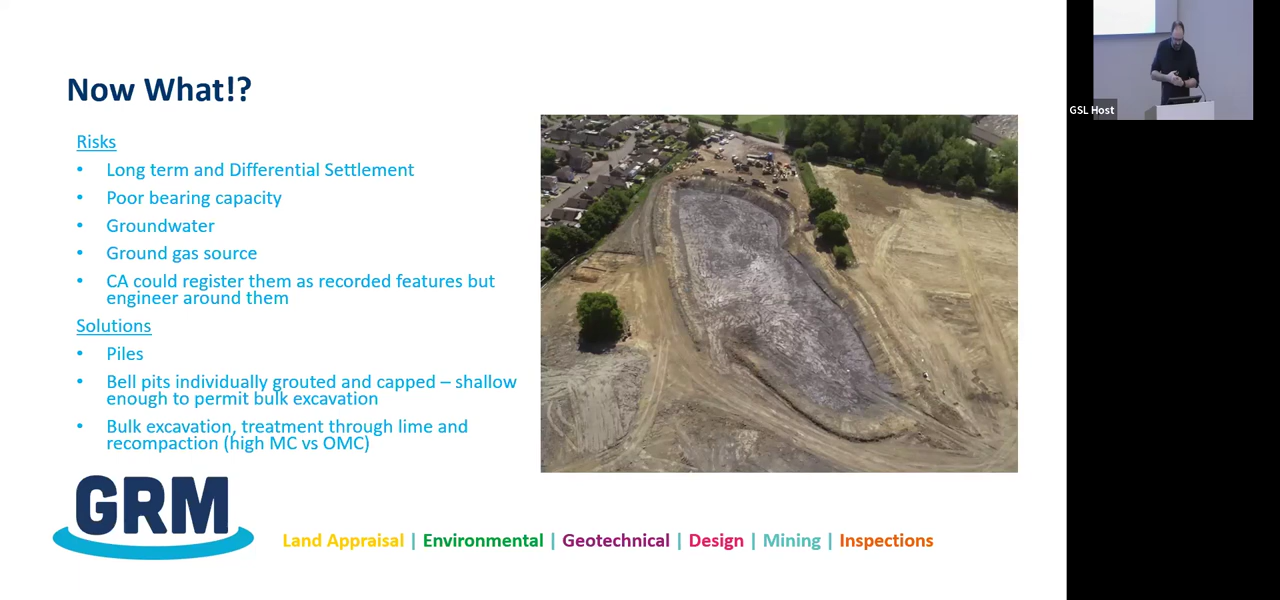 Now What!?
Risks
• Long term and Differential Settlement
• Poor bearing capacity
• Groundwater
• Ground gas source
• CA could register them as recorded features but
engineer around them
Solutions
• Piles
• Bell pits individually grouted and capped – shallow
enough to permit bulk excavation
• Bulk excavation, treatment through lime and
recompaction (high MC vs OMC)
GRM
Land Appraisal | Environmental | Geotechnical | Design | Mining | Inspections
GSL Host